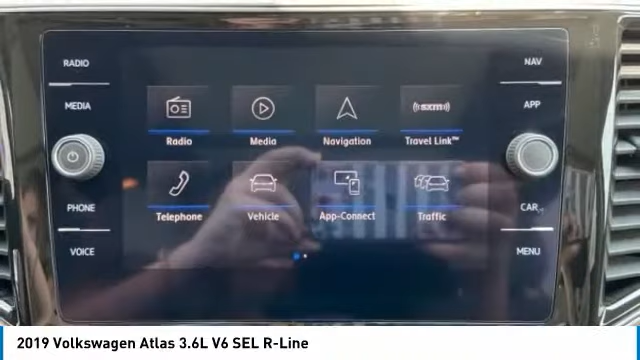 RADIO
NAV
MEDIA
APP
((SXM))
Radio
Media
Navigation
Travel Link™
PHONE
CAR
Telephone
Vehicle
App-Connect
Traffic
VOICE
MENU
2019 Volkswagen Atlas 3.6L V6 SEL R-Line